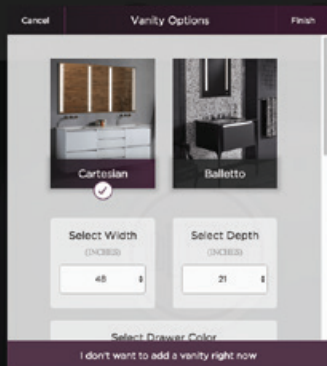 Cancel
Vanity Options
Finish
Cartesian
Balletto
Select Width
(INCHES)
48
Select Depth
(INCHES)
21
Select Drawer Color
I don't want to add a vanity right now